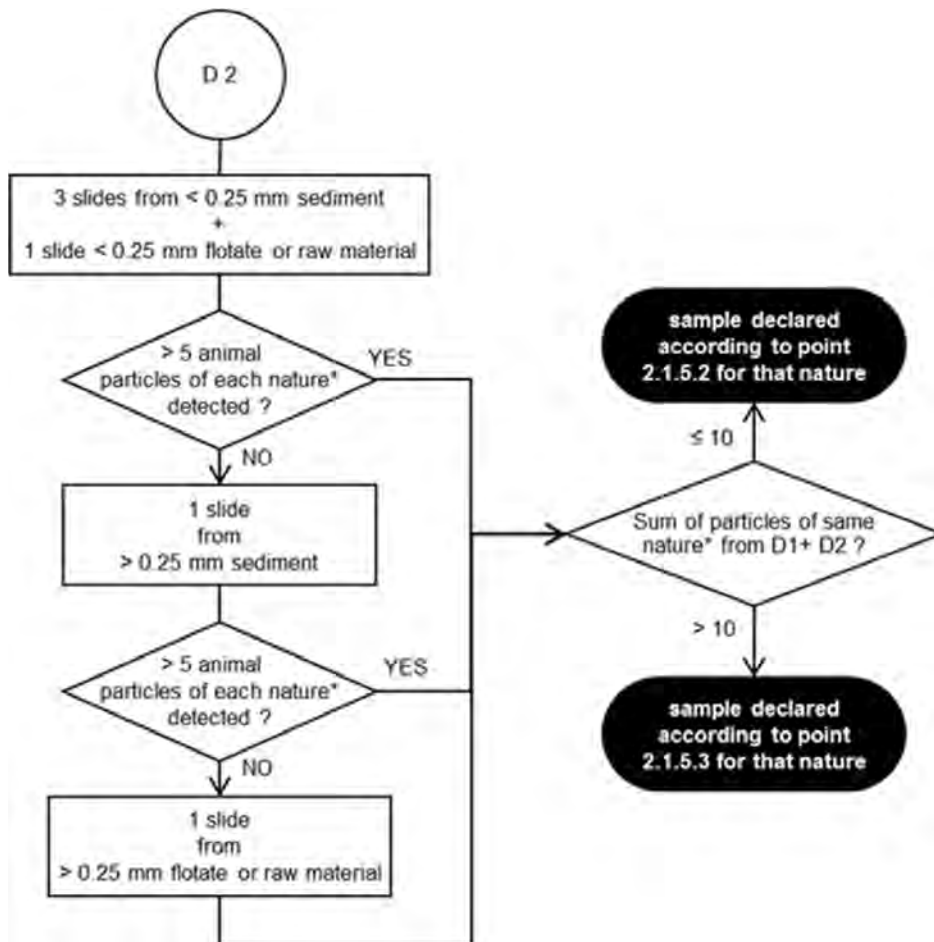 D 2
3 slides from < 0.25 mm sediment
+
1 slide < 0.25 mm flotate or raw material
> 5 animal
particles of each nature*
detected ?
YES
NO
1 slide
from
> 0.25 mm sediment
> 5 animal
particles of each nature*
detected ?
YES
NO
1 slide
from
> 0.25 mm flotate or raw material
sample declared
according to point
2.1.5.2 for that nature
≤ 10
Sum of particles of same
nature* from D1+ D2 ?
> 10
sample declared
according to point
2.1.5.3 for that nature